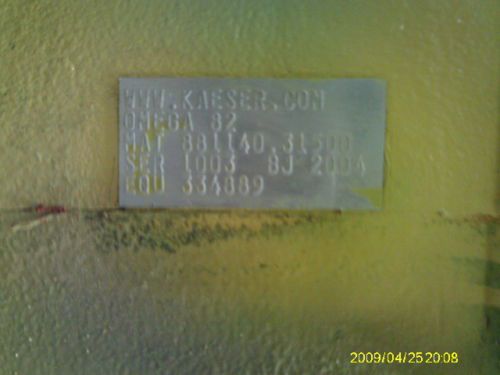 WWW.KAESER.COM
OMEGA 82
MAT 881140.31500
SER 1003 BJ 2004
EQU 334889
2009/04/25 20:08